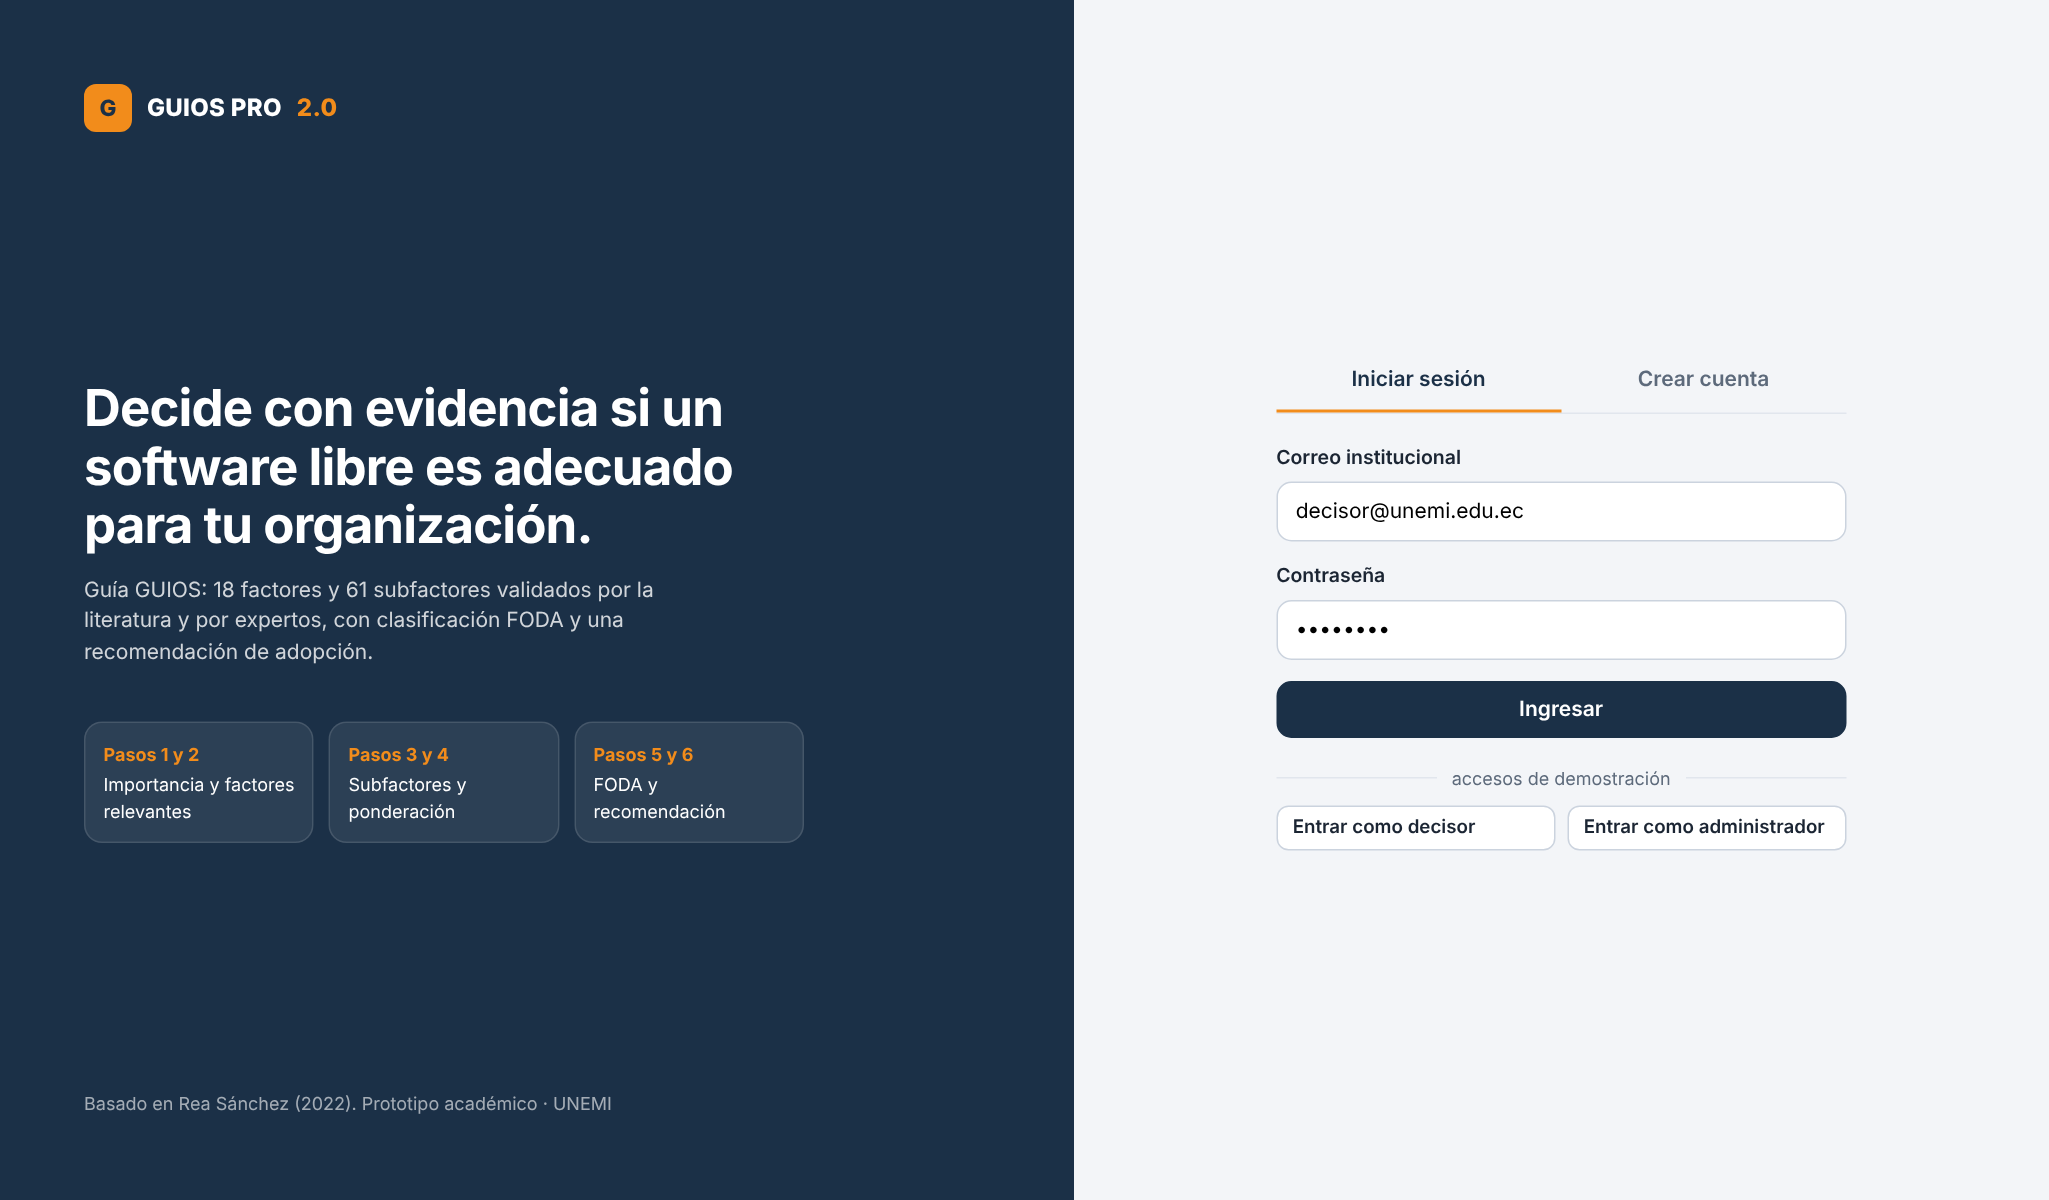 G GUIOS PRO 2.0
Decide con evidencia si un
software libre es adecuado
para tu organización.
Guía GUIOS: 18 factores y 61 subfactores validados por la
literatura y por expertos, con clasificación FODA y una
recomendación de adopción.
Pasos 1 y 2
Importancia y factores
relevantes
Pasos 3 y 4
Subfactores y
ponderación
Pasos 5 y 6
FODA y
recomendación
Basado en Rea Sánchez (2022). Prototipo académico · UNEMI
Iniciar sesión
Crear cuenta
Correo institucional
decisor@unemi.edu.ec
Contraseña
••••••••
Ingresar
accesos de demostración
Entrar como decisor
Entrar como administrador